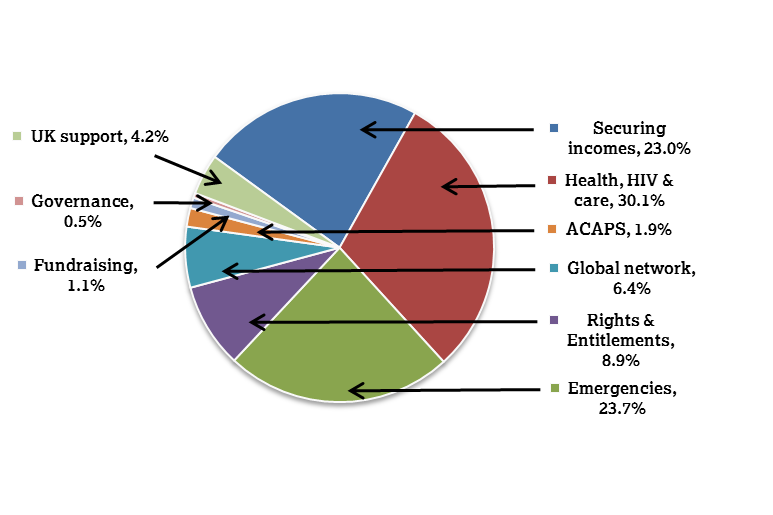 UK support, 4.2%
Governance,
0.5%
Fundraising,
1.1%
Securing
incomes, 23.0%
Health, HIV &
care, 30.1%
ACAPS, 1.9%
Global network,
6.4%
Rights &
Entitlements,
8.9%
Emergencies,
23.7%